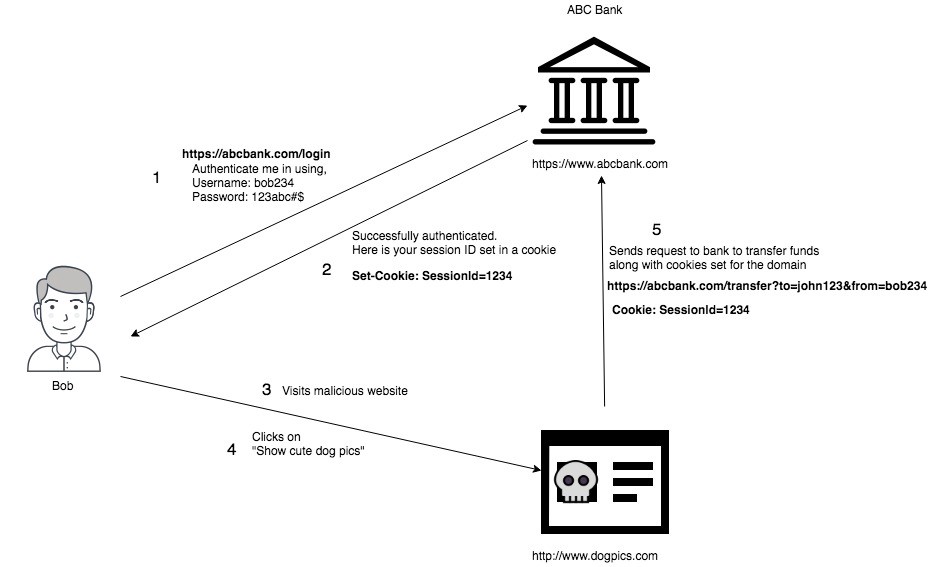 ABC Bank
https://www.abcbank.com
1
https://abcbank.com/login
Authenticate me in using,
Username: bob234
Password: 123abc#$
2
Successfully authenticated.
Here is your session ID set in a cookie
Set-Cookie: SessionId=1234
Bob
3 Visits malicious website
4
Clicks on
"Show cute dog pics"
5
Sends request to bank to transfer funds
along with cookies set for the domain
https://abcbank.com/transfer?to=john123&from=bob234
Cookie: SessionId=1234
http://www.dogpics.com